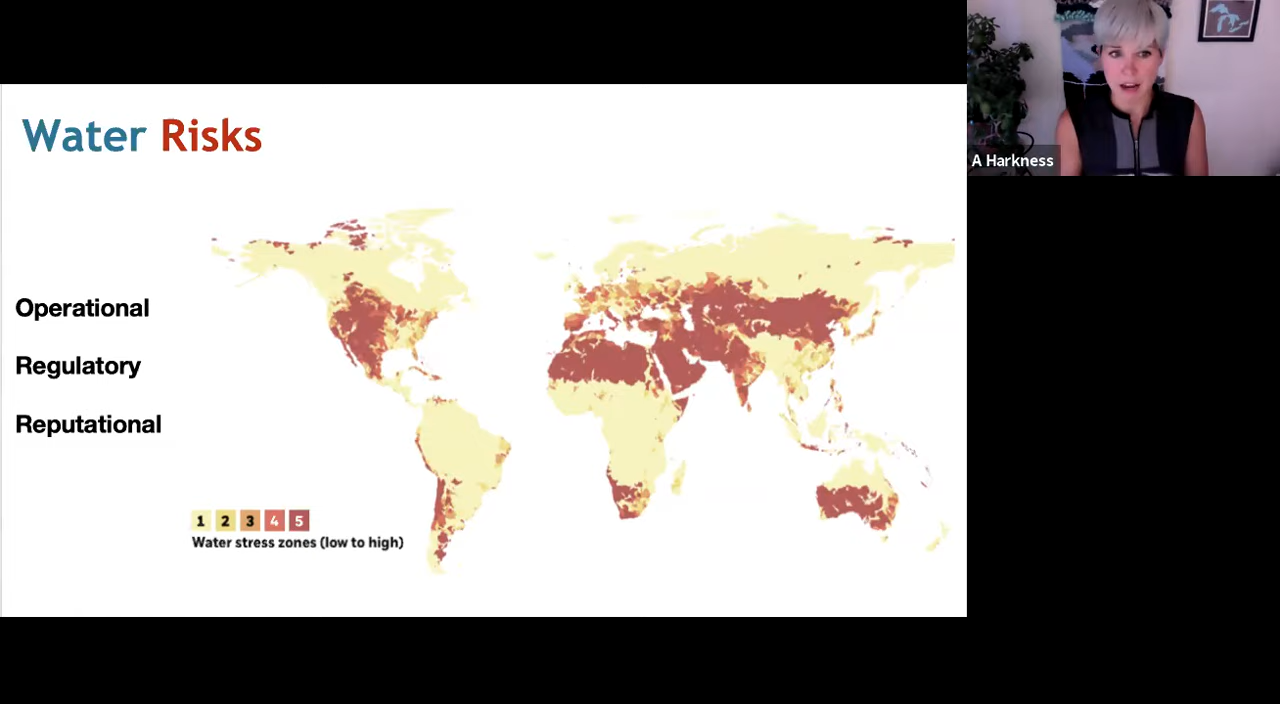 Water Risks
Operational
Regulatory
Reputational
1 2 3 4 5
Water stress zones (low to high)
A Harkness